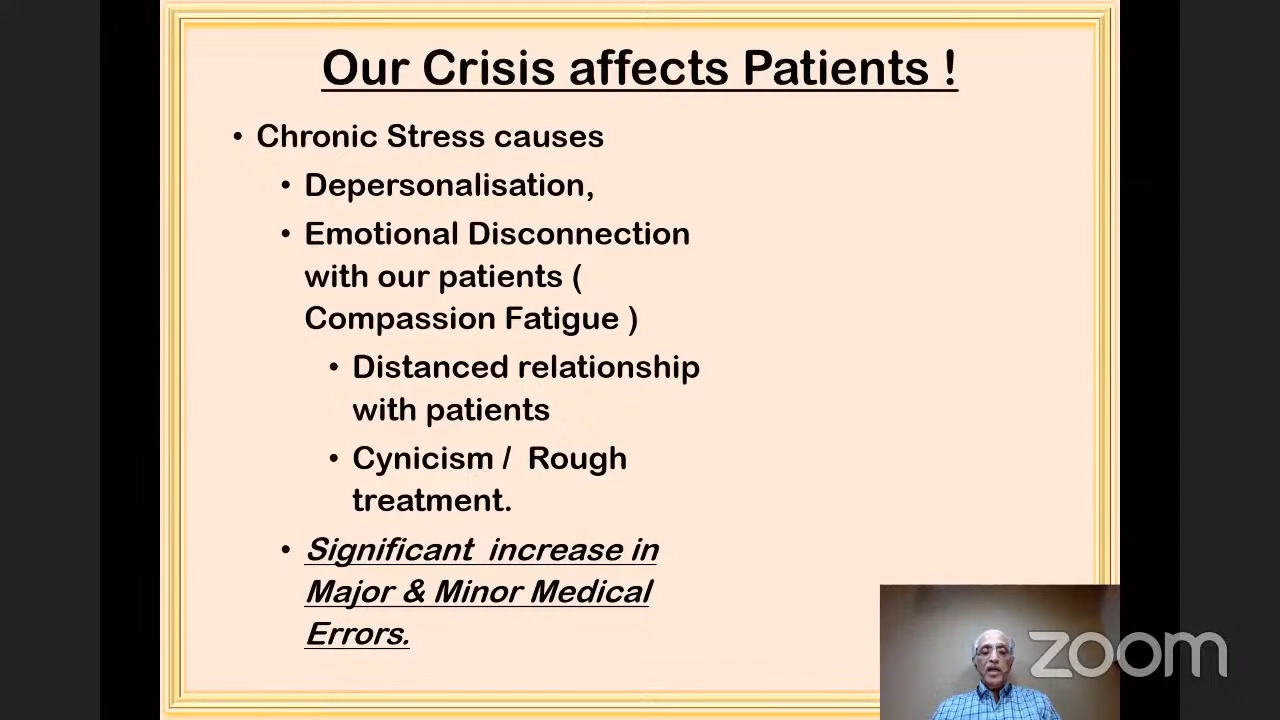 Our Crisis affects Patients !
• Chronic Stress causes
• Depersonalisation,
• Emotional Disconnection
with our patients (
Compassion Fatigue )
• Distanced relationship
with patients
• Cynicism /  Rough
treatment.
• Significant  increase in
Major & Minor Medical
Errors.
zoom